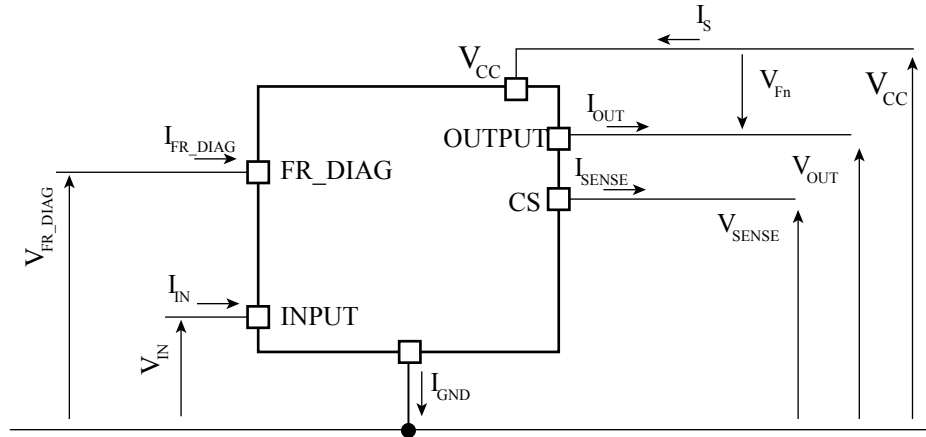 I_S
V_CC
V_Fn
V_CC
I_OUT
OUTPUT
I_FR_DIAG
FR_DIAG
I_SENSE
V_OUT
CS
V_SENSE
V_FR_DIAG
I_IN
INPUT
V_IN
I_GND